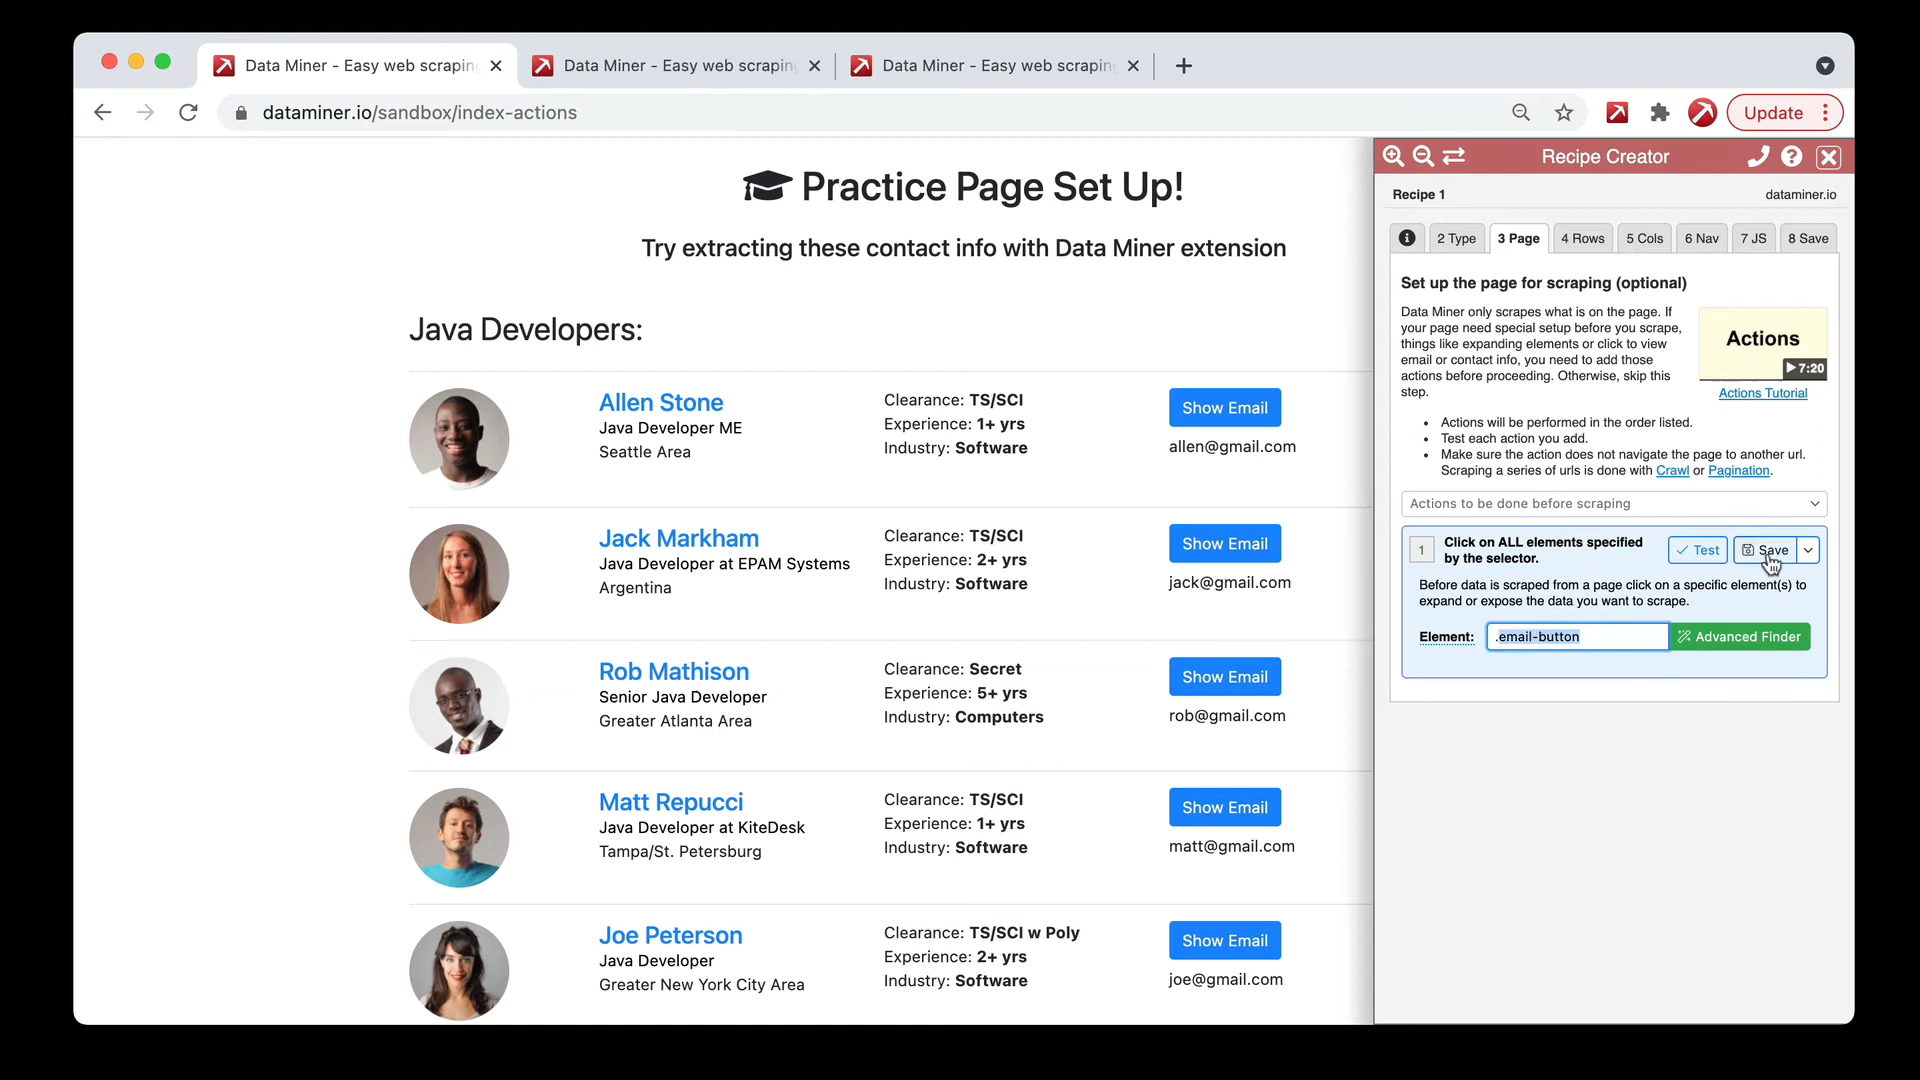 Data Miner - Easy web scraping
Data Miner - Easy web scraping
Data Miner - Easy web scraping
dataminer.io/sandbox/index-actions
Update
Practice Page Set Up!
Try extracting these contact info with Data Miner extension
Java Developers:
Allen Stone
Java Developer ME
Seattle Area
Clearance: TS/SCI
Experience: 1+ yrs
Industry: Software
Show Email
allen@gmail.com
Jack Markham
Java Developer at EPAM Systems
Argentina
Clearance: TS/SCI
Experience: 2+ yrs
Industry: Software
Show Email
jack@gmail.com
Rob Mathison
Senior Java Developer
Greater Atlanta Area
Clearance: Secret
Experience: 5+ yrs
Industry: Computers
Show Email
rob@gmail.com
Matt Repucci
Java Developer at KiteDesk
Tampa/St. Petersburg
Clearance: TS/SCI
Experience: 1+ yrs
Industry: Software
Show Email
matt@gmail.com
Joe Peterson
Java Developer
Greater New York City Area
Clearance: TS/SCI w Poly
Experience: 2+ yrs
Industry: Software
Show Email
joe@gmail.com
Recipe Creator
Recipe 1
dataminer.io
2 Type
3 Page
4 Rows
5 Cols
6 Nav
7 JS
8 Save
Set up the page for scraping (optional)
Data Miner only scrapes what is on the page. If
your page need special setup before you scrape,
things like expanding elements or click to view
email or contact info, you need to add those
actions before proceeding. Otherwise, skip this
step.
Actions
7:20
Actions Tutorial
• Actions will be performed in the order listed.
• Test each action you add.
• Make sure the action does not navigate the page to another url.
Scraping a series of urls is done with Crawl or Pagination.
Actions to be done before scraping
1
Click on ALL elements specified
by the selector.
Test
Save
Before data is scraped from a page click on a specific element(s) to
expand or expose the data you want to scrape.
Element:
.email-button
Advanced Finder